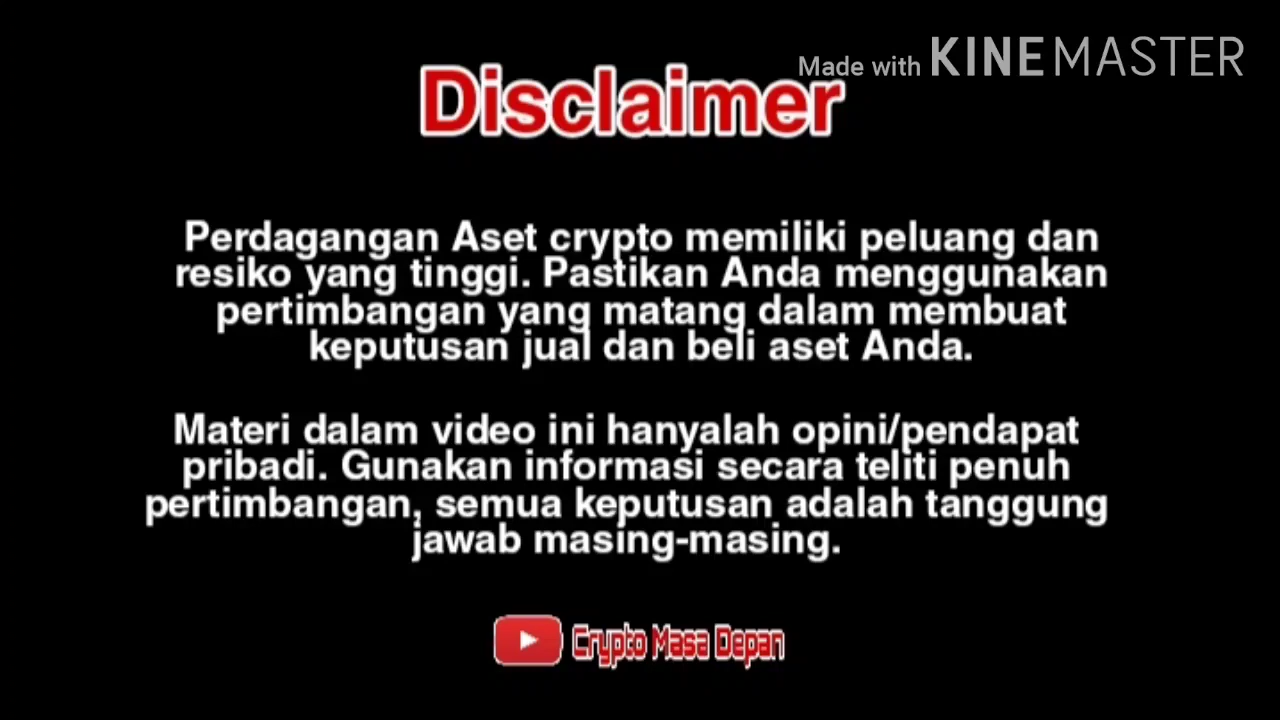 Made with KINEMASTER
Disclaimer
Perdagangan Aset crypto memiliki peluang dan
resiko yang tinggi. Pastikan Anda menggunakan
pertimbangan yang matang dalam membuat
keputusan jual dan beli aset Anda.
Materi dalam video ini hanyalah opini/pendapat
pribadi. Gunakan informasi secara teliti penuh
pertimbangan, semua keputusan adalah tanggung
jawab masing-masing.
Crypto Masa Depan